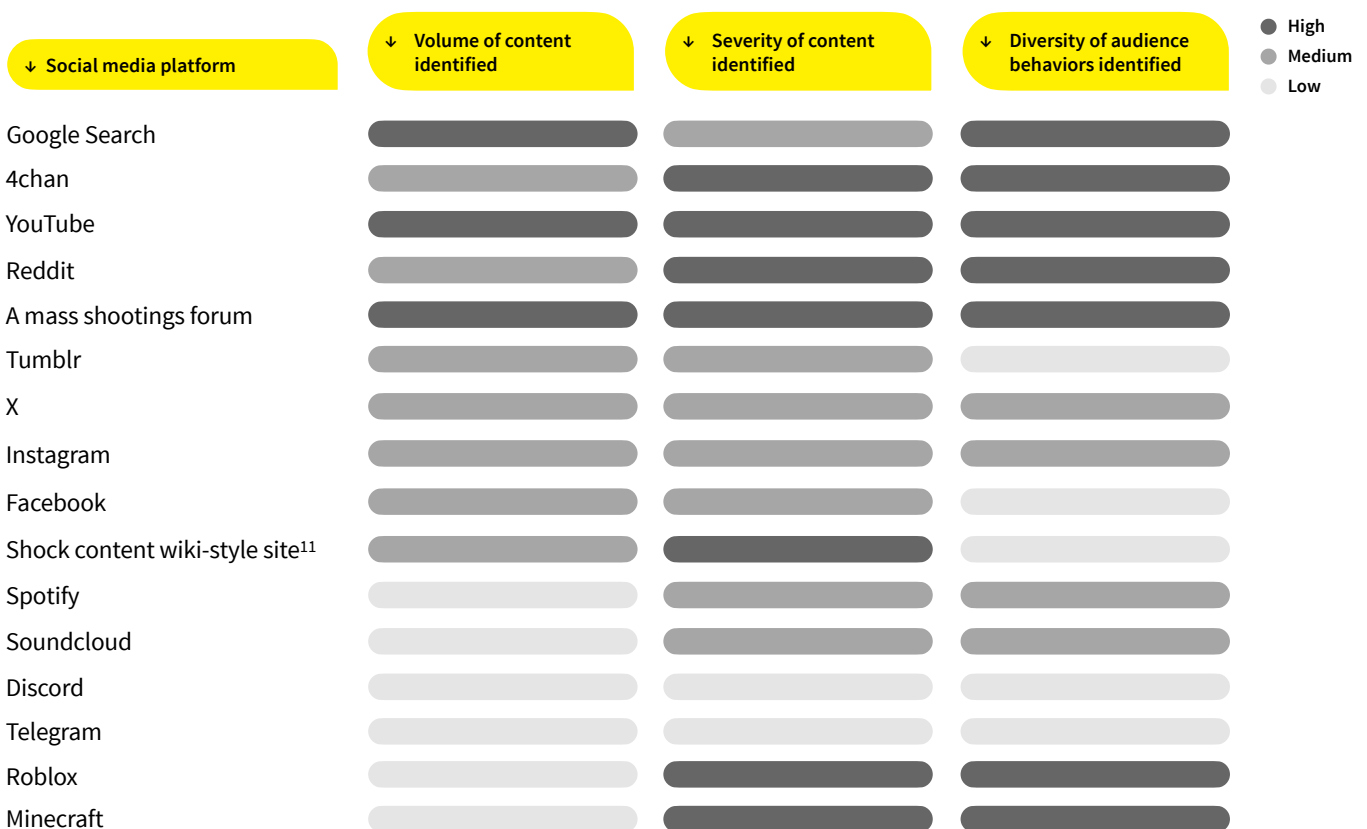 ↓ Social media platform
↓ Volume of content
identified
↓ Severity of content
identified
↓ Diversity of audience
behaviors identified
High
Medium
Low
Google Search
4chan
YouTube
Reddit
A mass shootings forum
Tumblr
X
Instagram
Facebook
Shock content wiki-style site¹¹
Spotify
Soundcloud
Discord
Telegram
Roblox
Minecraft